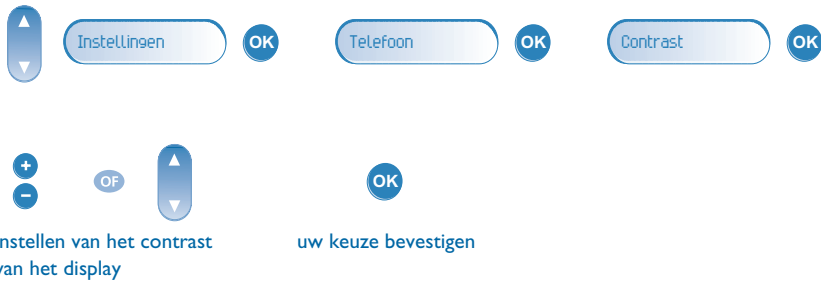 Instellingen OK Telefoon OK Contrast OK
+
OF OK
−
nstellen van het contrast uw keuze bevestigen
van het display